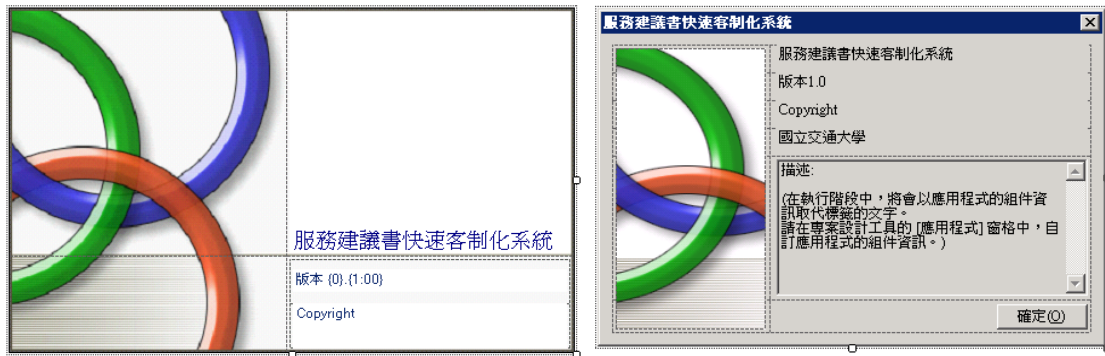 服務建議書快速客制化系統
版本 {0}.{1:00}
Copyright
服務建議書快速客制化系統
服務建議書快速客制化系統
版本1.0
Copyright
國立交通大學
描述:
(在執行階段中，將會以應用程式的組件資
訊取代標籤的文字。
請在專案設計工具的 [應用程式] 窗格中，自
訂應用程式的組件資訊。)
確定(O)